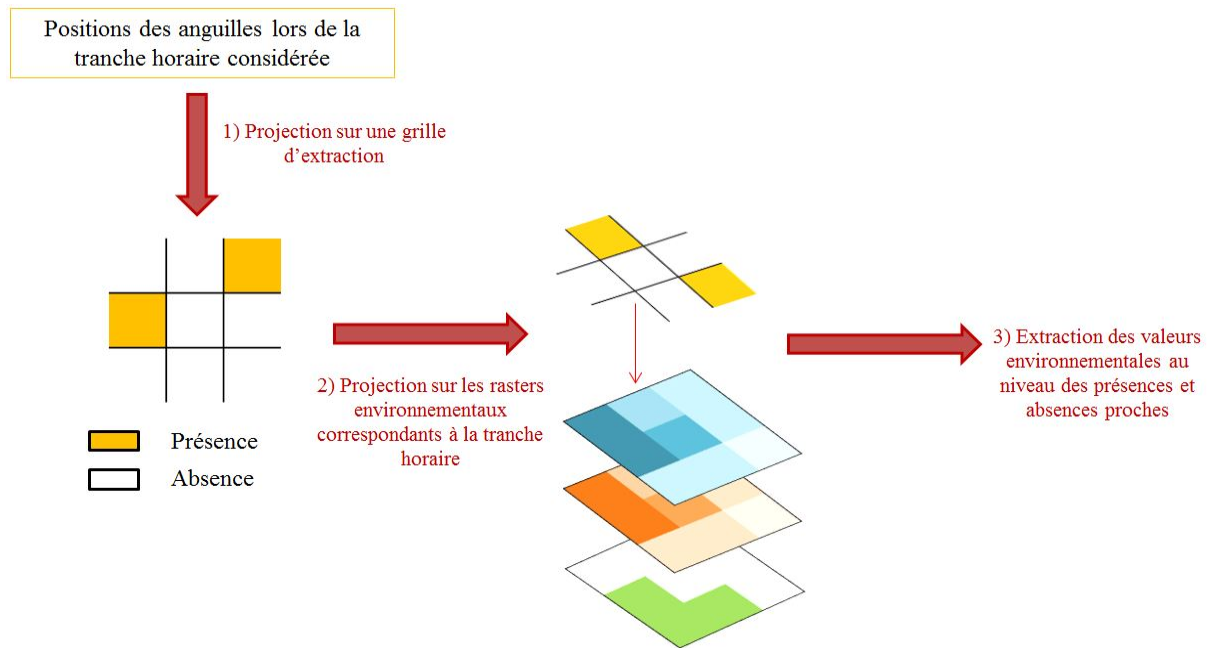 Positions des anguilles lors de la
tranche horaire considérée
1) Projection sur une grille
d’extraction
2) Projection sur les rasters
environnementaux
correspondants à la tranche
horaire
3) Extraction des valeurs
environnementales au
niveau des présences et
absences proches
Présence
Absence